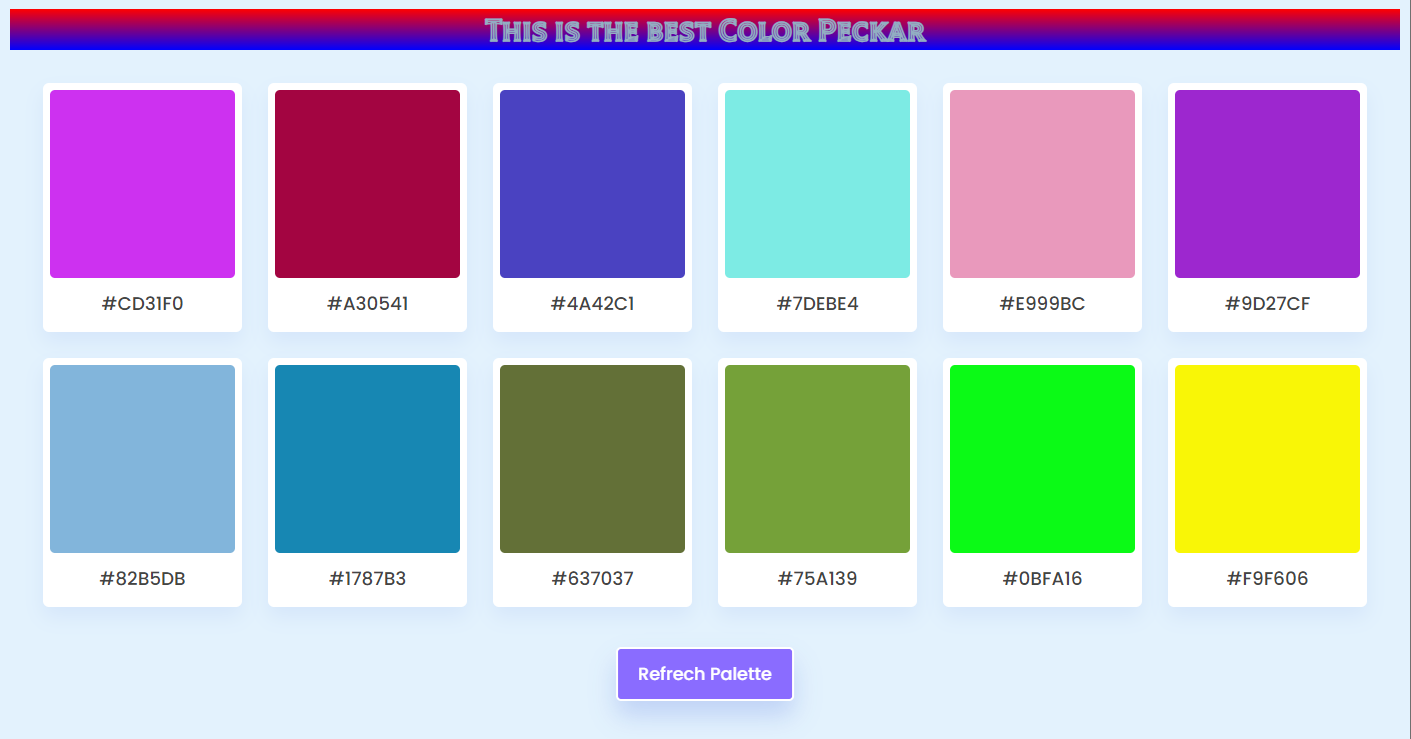 This is the best Color Peckar
#CD31F0
#A30541
#4A42C1
#7DEBE4
#E999BC
#9D27CF
#82B5DB
#1787B3
#637037
#75A139
#0BFA16
#F9F606
Refrech Palette